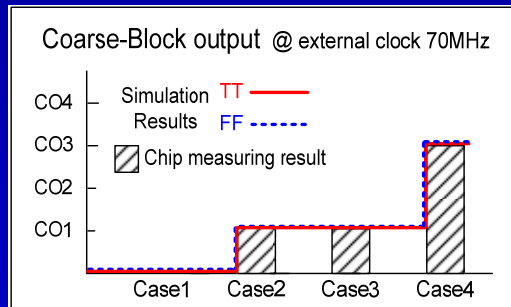 Coarse-Block output @ external clock 70MHz
CO4
Simulation TT
Results FF
CO3
Chip measuring result
CO2
CO1
Case1 Case2 Case3 Case4